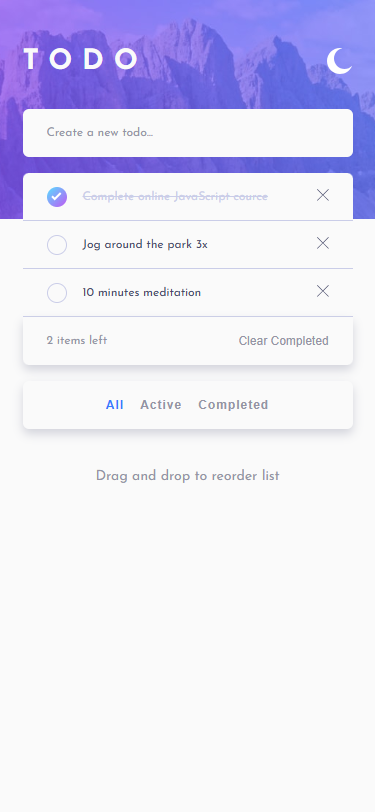 TODO
Create a new todo...
Complete online JavaScript cource
Jog around the park 3x
10 minutes meditation
2 items left Clear Completed
All Active Completed
Drag and drop to reorder list